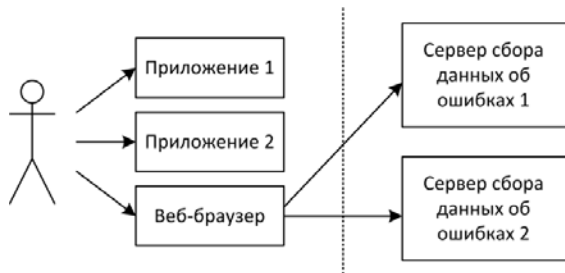 Приложение 1
Приложение 2
Веб-браузер
Сервер сбора
данных об
ошибках 1
Сервер сбора
данных об
ошибках 2